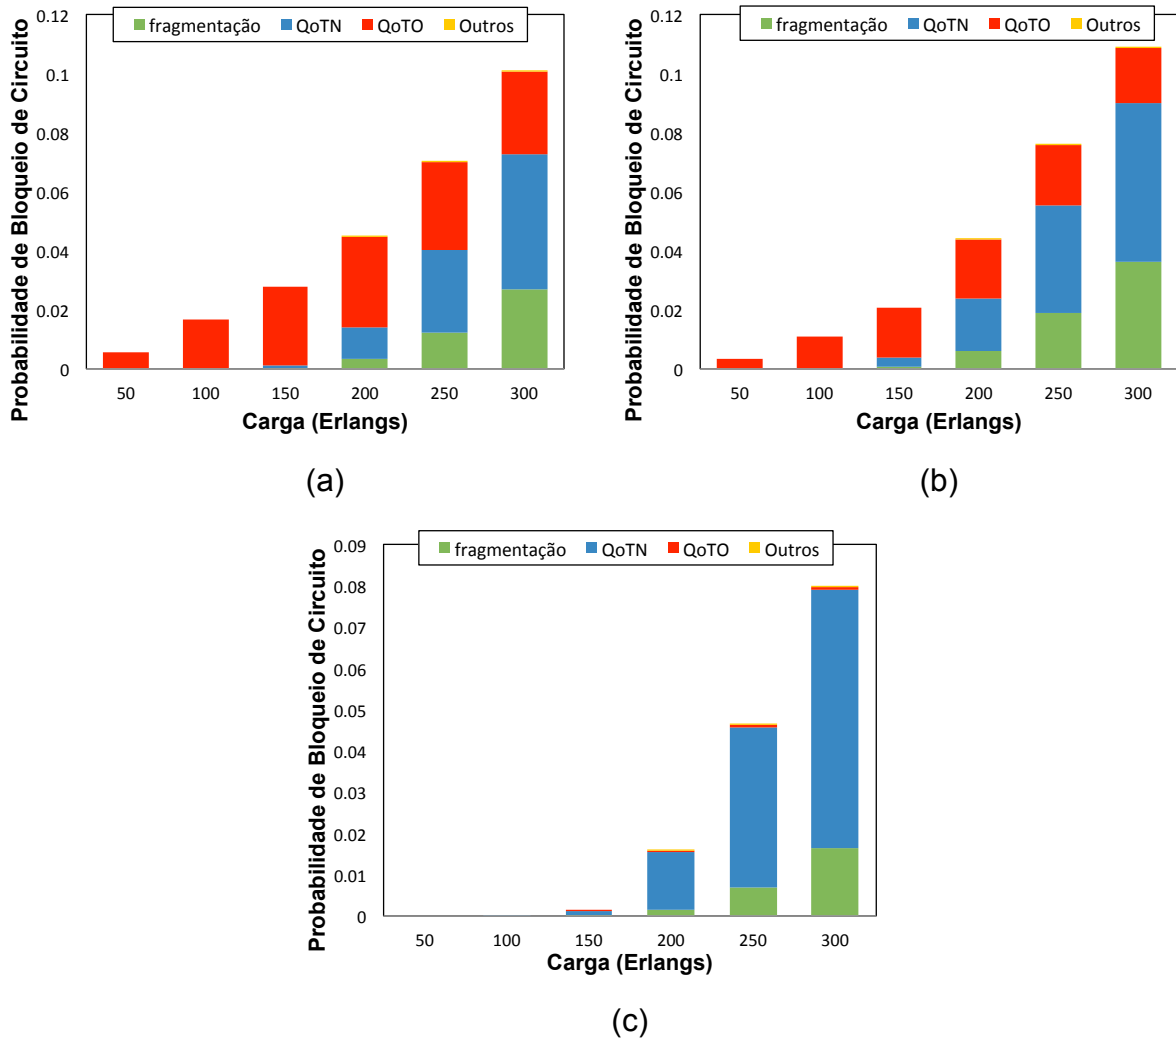 fragmentação QoTN QoTO Outros
Probabilidade de Bloqueio de Circuito
0.12
0.1
0.08
0.06
0.04
0.02
0
50 100 150 200 250 300
Carga (Erlangs)
(a)
fragmentação QoTN QoTO Outros
Probabilidade de Bloqueio de Circuito
0.12
0.1
0.08
0.06
0.04
0.02
0
50 100 150 200 250 300
Carga (Erlangs)
(b)
fragmentação QoTN QoTO Outros
Probabilidade de Bloqueio de Circuito
0.09
0.08
0.07
0.06
0.05
0.04
0.03
0.02
0.01
0
50 100 150 200 250 300
Carga (Erlangs)
(c)